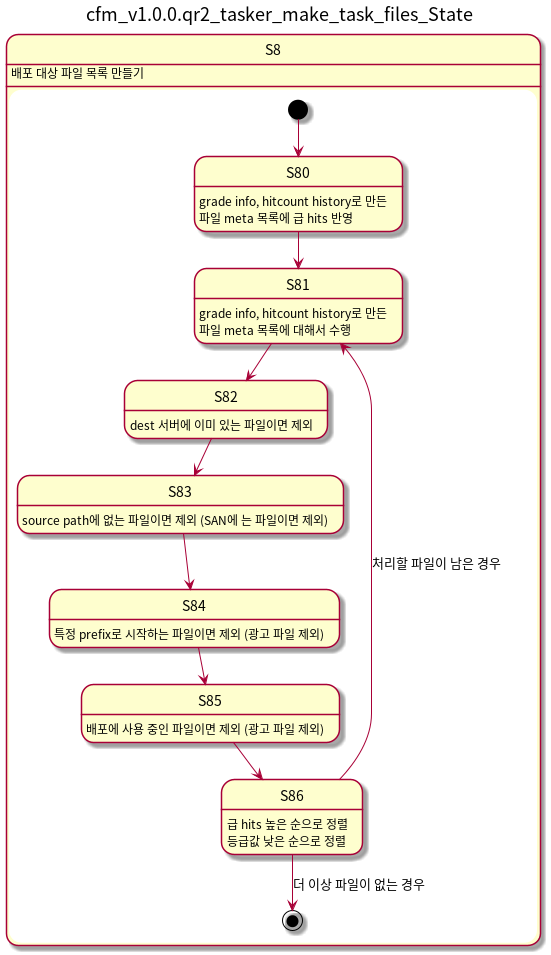 cfm_v1.0.0.qr2_tasker_make_task_files_State
S8
배포 대상 파일 목록 만들기
S80
grade info, hitcount history로 만든
파일 meta 목록에 급 hits 반영
S81
grade info, hitcount history로 만든
파일 meta 목록에 대해서 수행
S82
dest 서버에 이미 있는 파일이면 제외
S83
source path에 없는 파일이면 제외 (SAN에 는 파일이면 제외)
처리할 파일이 남은 경우
S84
특정 prefix로 시작하는 파일이면 제외 (광고 파일 제외)
S85
배포에 사용 중인 파일이면 제외 (광고 파일 제외)
S86
급 hits 높은 순으로 정렬
등급값 낮은 순으로 정렬
더 이상 파일이 없는 경우